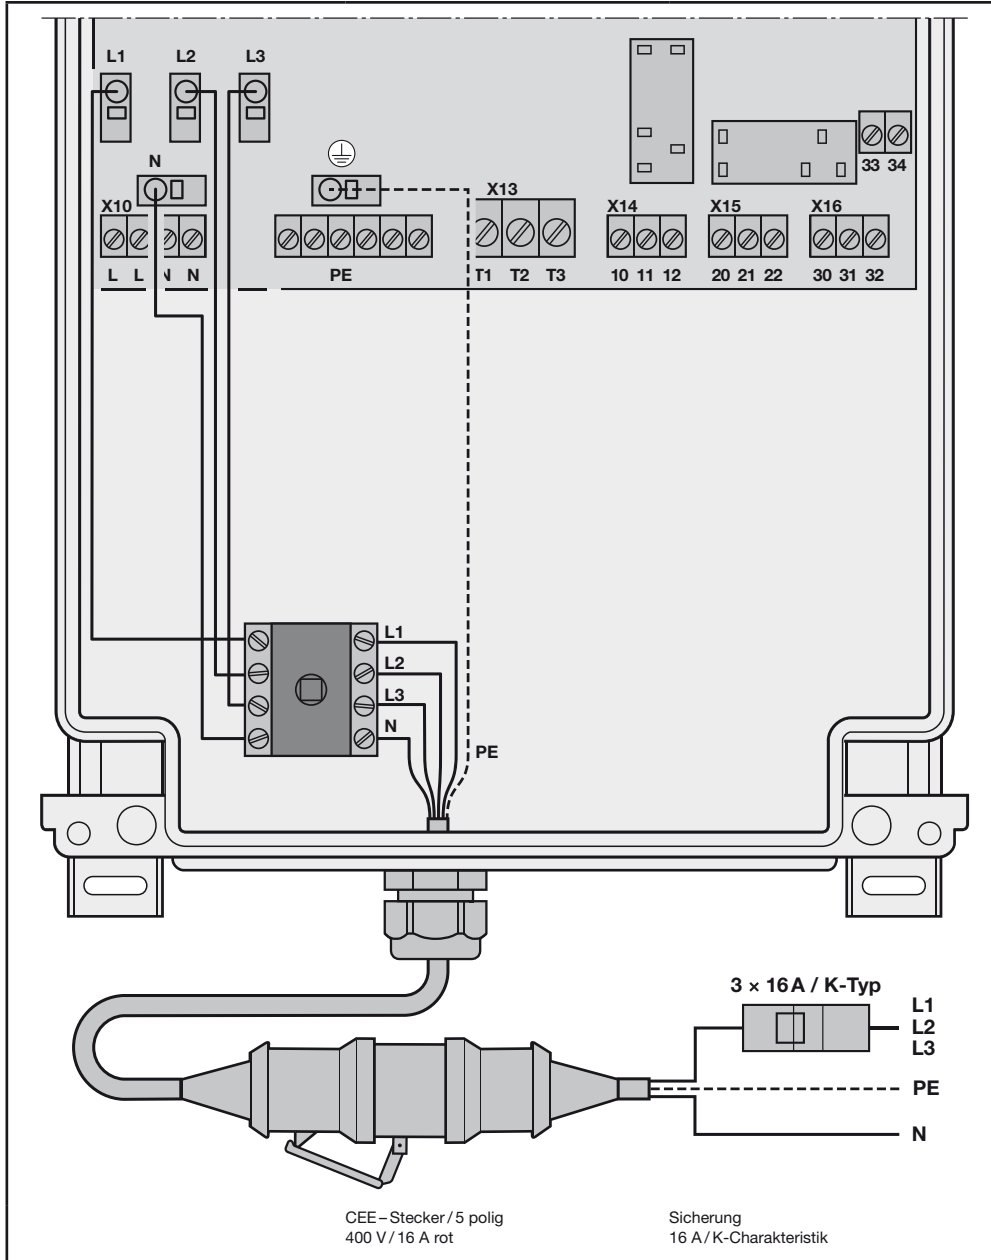 L1 L2 L3
N
X10 X13 X14 X15 X16
33 34
L L N N PE T1 T2 T3 10 11 12 20 21 22 30 31 32
L1
L2
L3
N
PE
3 × 16 A / K-Typ
L1
L2
L3
PE
N
CEE – Stecker / 5 polig
400 V / 16 A rot
Sicherung
16 A / K-Charakteristik